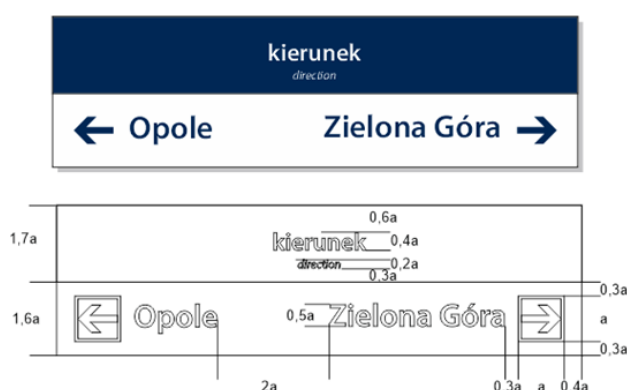 kierunek
direction
← Opole Zielona Góra →
0,6a
1,7a kierunek 0,4a
direction 0,2a
0,3a
0,3a
1,6a Opole 0,5a Zielona Góra a
0,3a
2a 0,3a a 0,4a